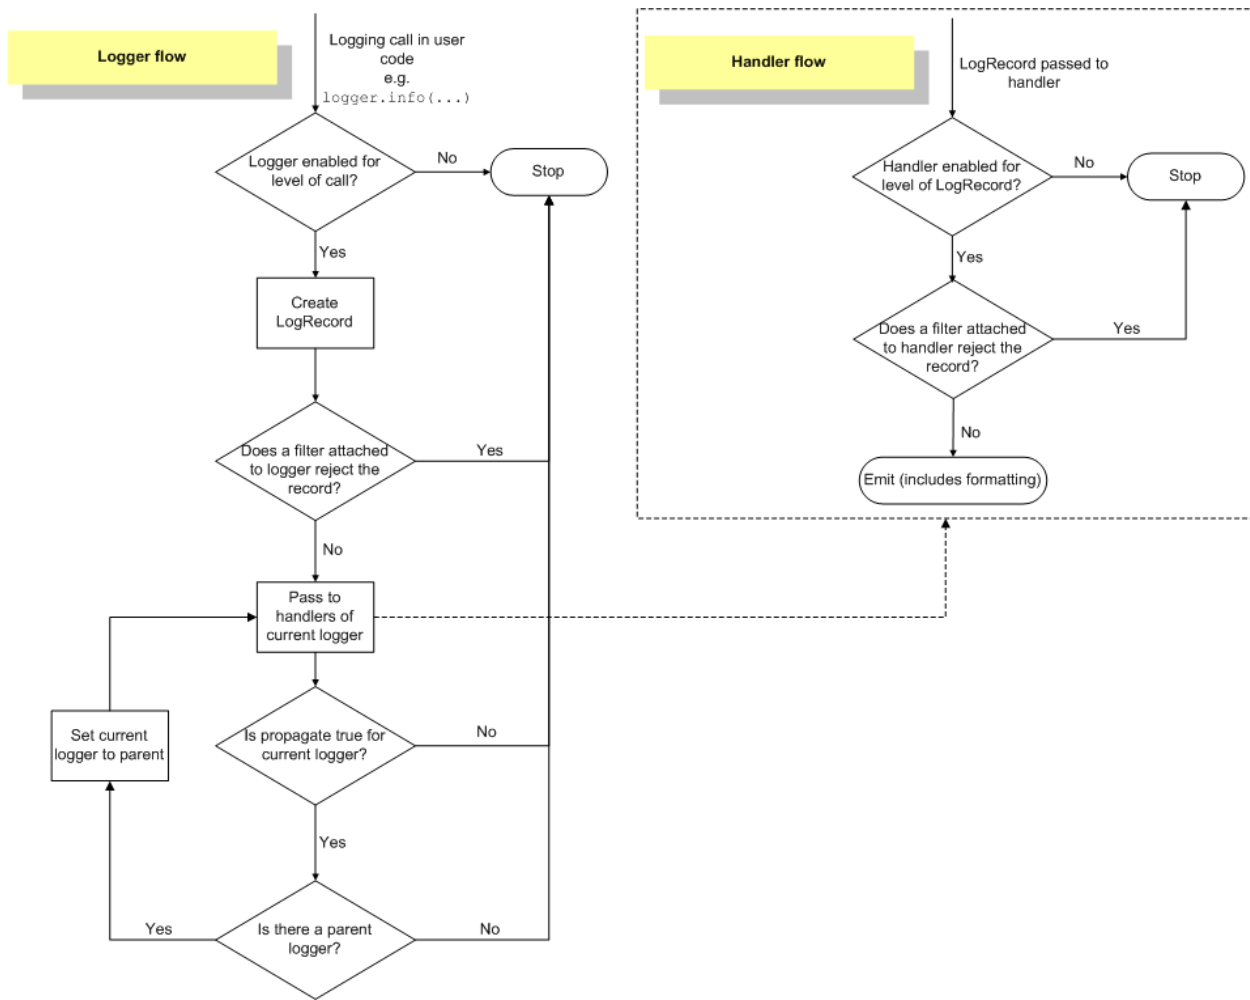 Logger flow
Logging call in user
code
e.g.
logger.info(...)
Logger enabled for
level of call?
No
Stop
Yes
Create
LogRecord
Does a filter attached
to logger reject the
record?
Yes
No
Pass to
handlers of
current logger
Set current
logger to parent
Is propagate true for
current logger?
No
Yes
Is there a parent
logger?
Yes
No
Handler flow
LogRecord passed to
handler
Handler enabled for
level of LogRecord?
No
Stop
Yes
Does a filter attached
to handler reject the
record?
Yes
No
Emit (includes formatting)